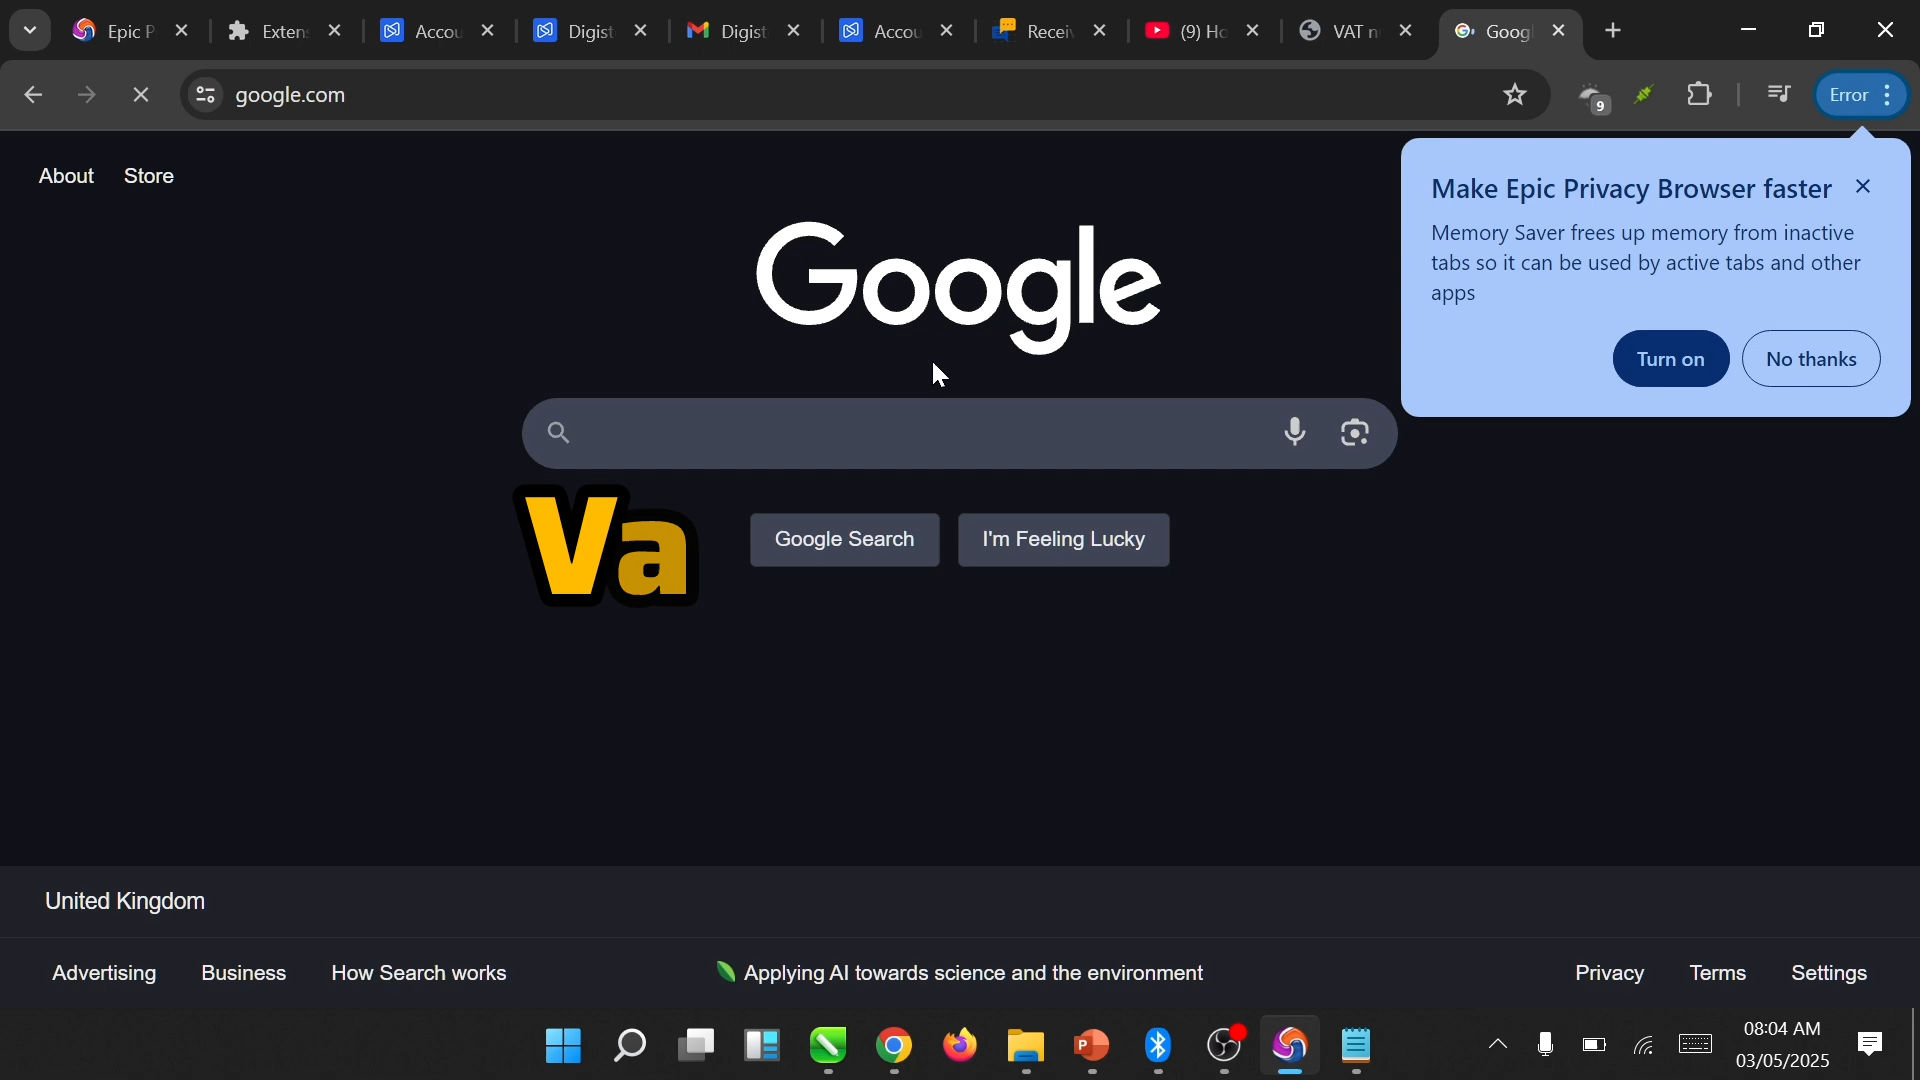 Epic P
Exten
Accou
Digist
Digist
Accou
Recei
(9) Ho
VAT n
Goog
google.com
9
Error
About
Store
Google
Make Epic Privacy Browser faster
Memory Saver frees up memory from inactive
tabs so it can be used by active tabs and other
apps
Turn on
No thanks
Va
Google Search
I'm Feeling Lucky
United Kingdom
Advertising
Business
How Search works
Applying AI towards science and the environment
Privacy
Terms
Settings
08:04 AM
03/05/2025